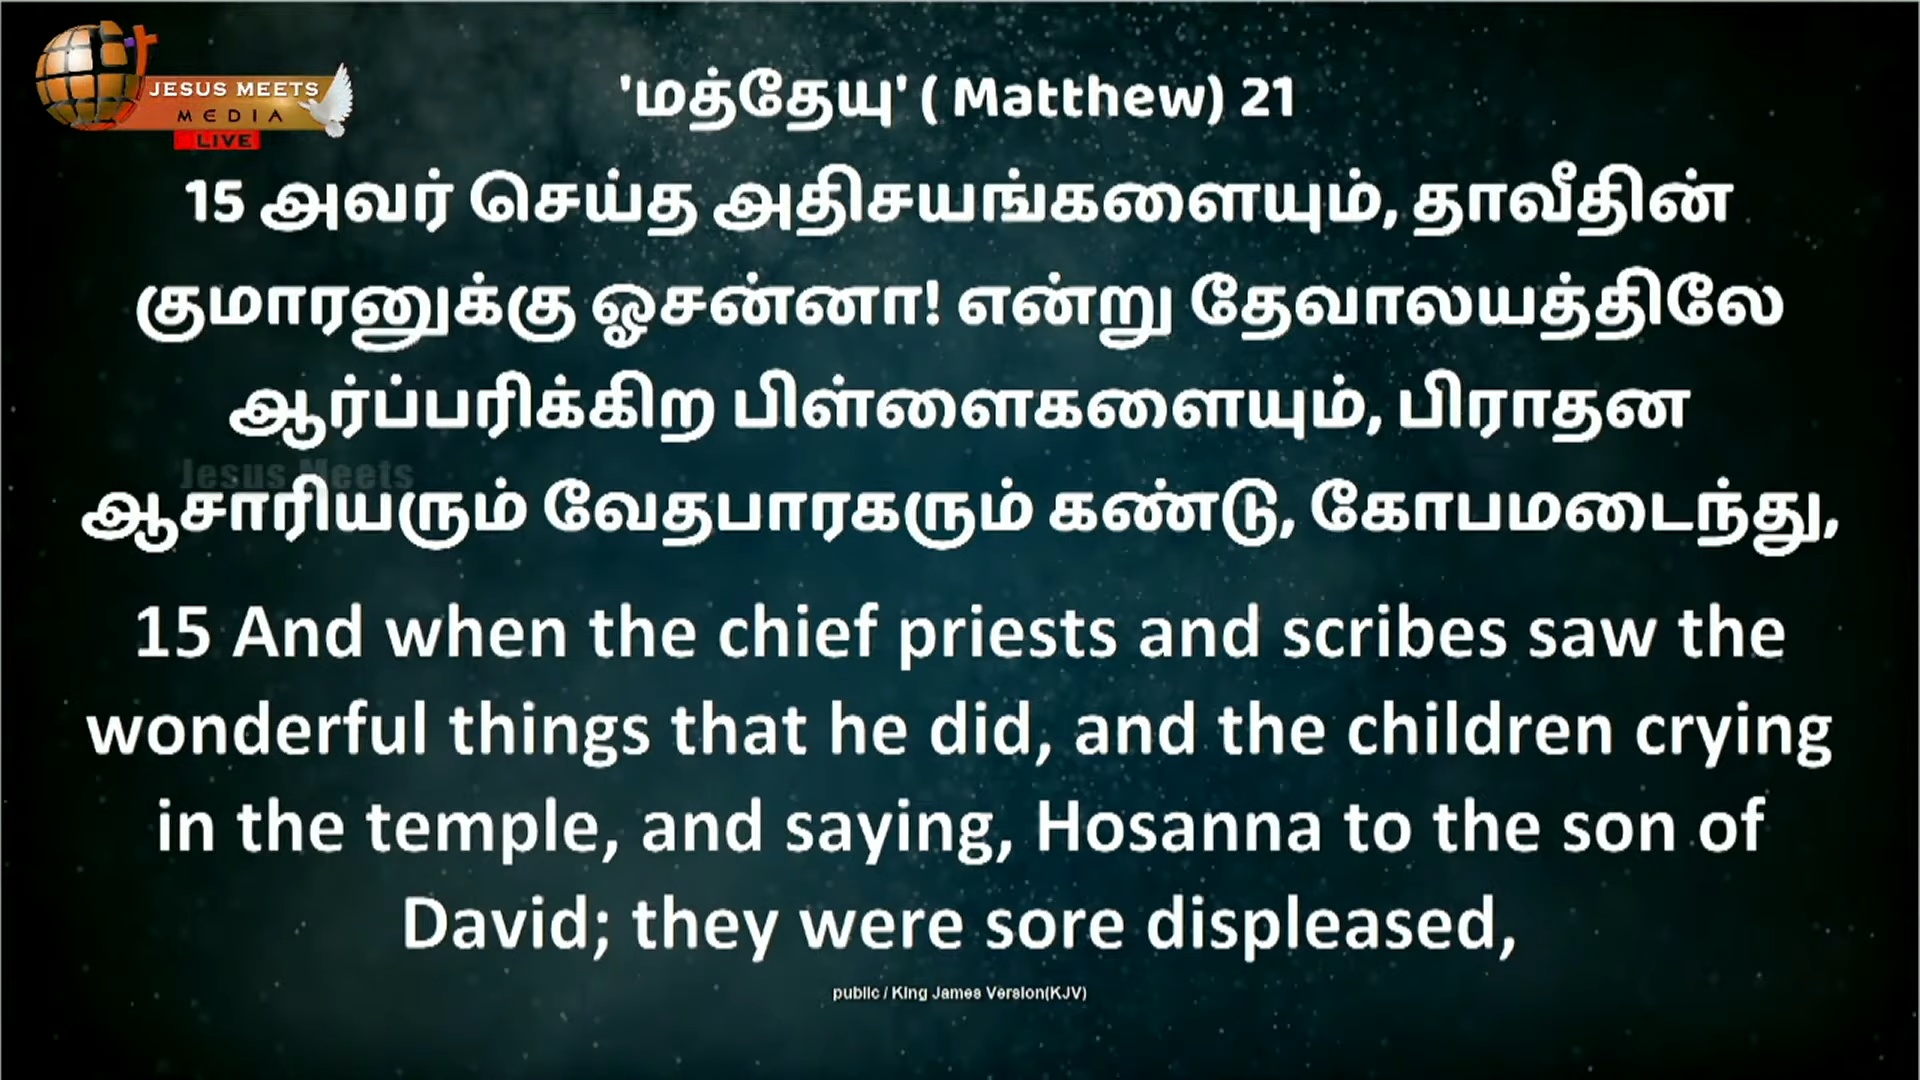 JESUS MEETS
MEDIA
LIVE
'மத்தேயு' ( Matthew) 21
15 அவர் செய்த அதிசயங்களையும், தாவீதின்
குமாரனுக்கு ஓசன்னா! என்று தேவாலயத்திலே
ஆர்ப்பரிக்கிற பிள்ளைகளையும், பிராதன
Jesus Meets
ஆசாரியரும் வேதபாரகரும் கண்டு, கோபமடைந்து,
15 And when the chief priests and scribes saw the
wonderful things that he did, and the children crying
in the temple, and saying, Hosanna to the son of
David; they were sore displeased,
public / King James Version(KJV)